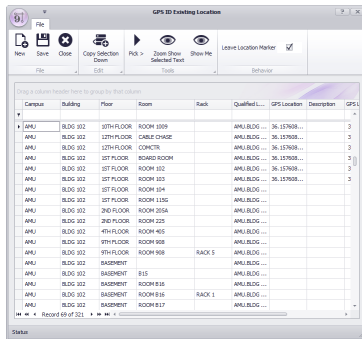 GPS ID Existing Location
File
New Save Close Copy Selection Down Pick > Zoom Show Selected Text Show Me Leave Location Marker
File Edit Tools Behavior
Drag a column header here to group by that column
Campus Building Floor Room Rack Qualified L... GPS Location Description GPS L
AMU BLDG 102 10TH FLOOR ROOM 1009 AMU.BLDG ... 36.157608... 3
AMU BLDG 102 12TH FLOOR CABLE CHASE AMU.BLDG ... 36.157608... 3
AMU BLDG 102 12TH FLOOR COMCTR AMU.BLDG ... 36.157608... 3
AMU BLDG 102 1ST FLOOR BOARD ROOM AMU.BLDG ... 36.157608... 3
AMU BLDG 102 1ST FLOOR ROOM 102 AMU.BLDG ... 36.157608... 3
AMU BLDG 102 1ST FLOOR ROOM 103 AMU.BLDG ... 36.157608... 3
AMU BLDG 102 1ST FLOOR ROOM 104 AMU.BLDG ...
AMU BLDG 102 1ST FLOOR ROOM 115G AMU.BLDG ...
AMU BLDG 102 2ND FLOOR ROOM 205A AMU.BLDG ...
AMU BLDG 102 2ND FLOOR ROOM 225 AMU.BLDG ...
AMU BLDG 102 4TH FLOOR ROOM 405 AMU.BLDG ...
AMU BLDG 102 9TH FLOOR ROOM 908 AMU.BLDG ...
AMU BLDG 102 9TH FLOOR ROOM 908 RACK 5 AMU.BLDG ...
AMU BLDG 102 BASEMENT AMU.BLDG ...
AMU BLDG 102 BASEMENT B15 AMU.BLDG ...
AMU BLDG 102 BASEMENT ROOM B16 AMU.BLDG ...
AMU BLDG 102 BASEMENT ROOM B16 RACK 1 AMU.BLDG ...
AMU BLDG 102 BASEMENT ROOM B17 AMU.BLDG ...
Record 69 of 321
Status